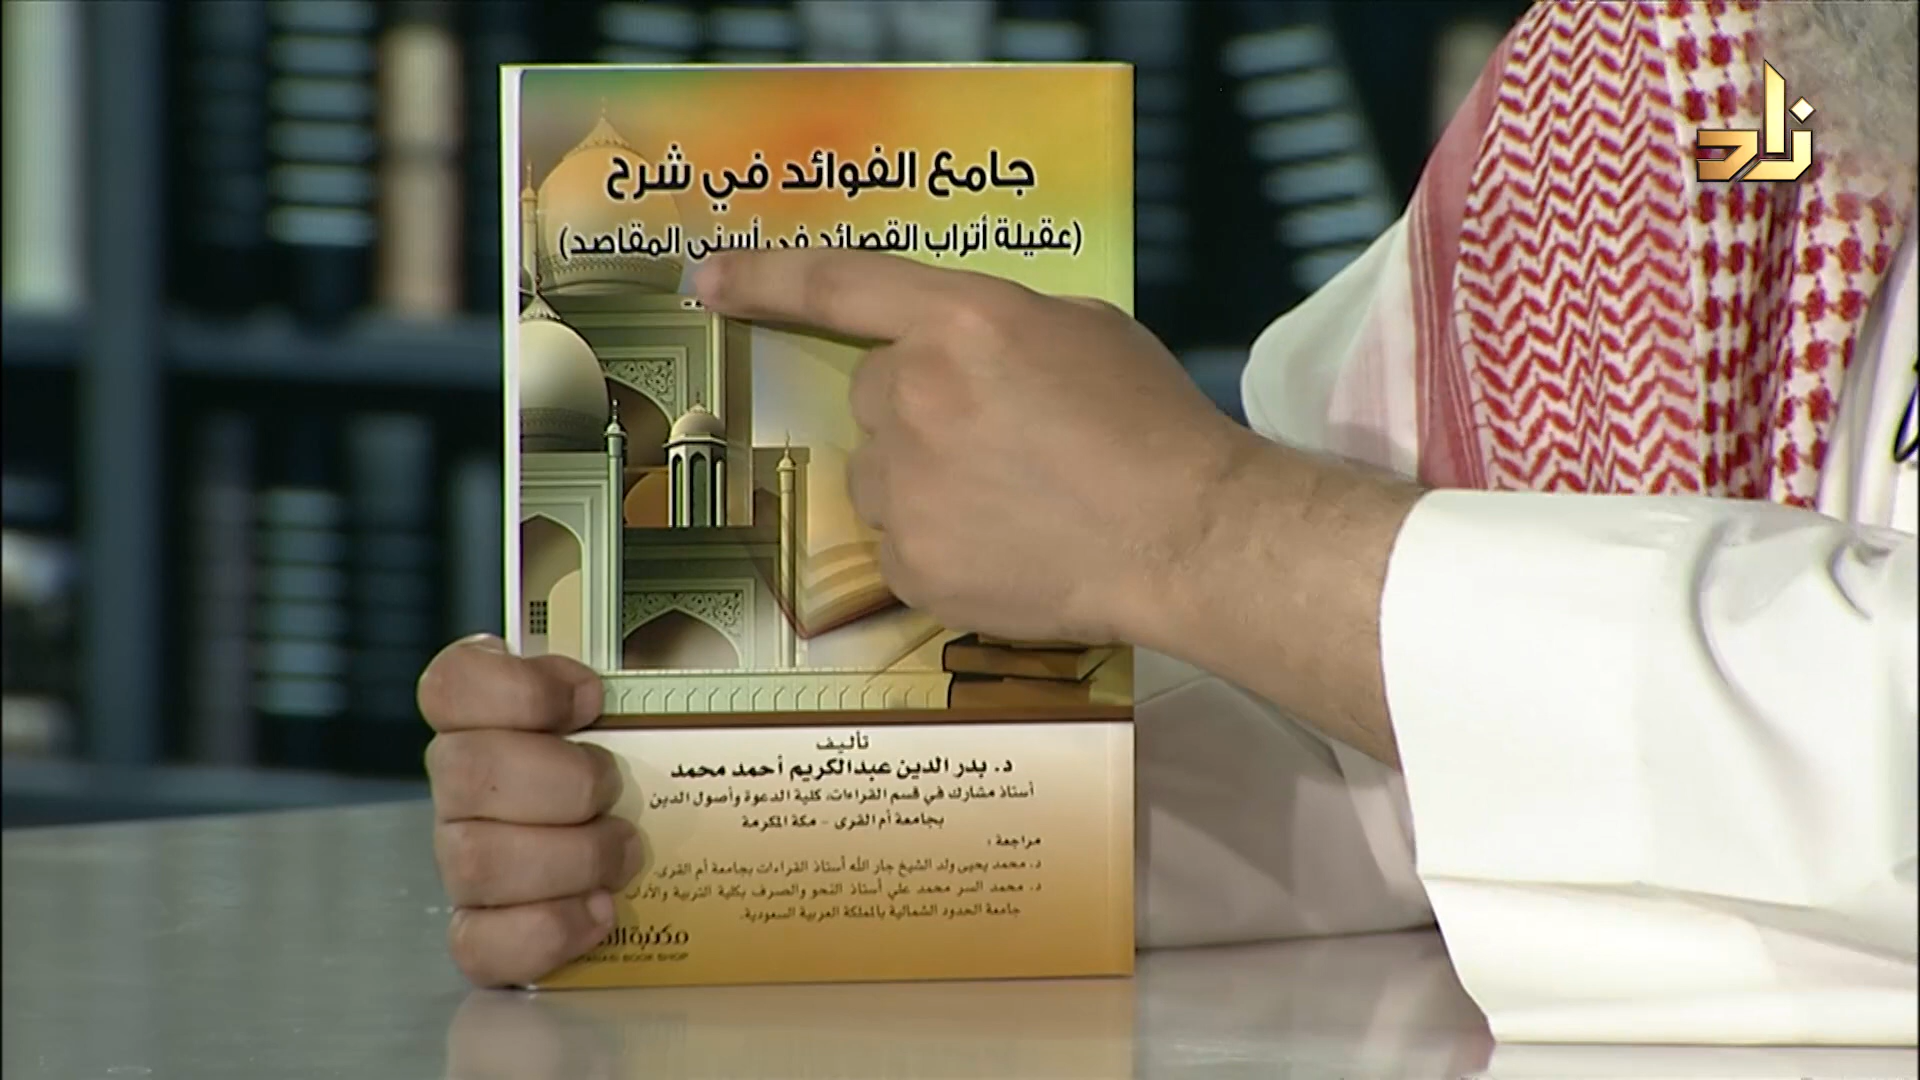 زاد
جامع الفوائد في شرح
(عقيلة أتراب القصائد في أسنى المقاصد)
تأليف
د. بدر الدين عبدالكريم أحمد محمد
أستاذ مشارك في قسم القراءات، كلية الدعوة وأصول الدين
بجامعة أم القرى - مكة المكرمة
مراجعة :
د. محمد يحيى ولد الشيخ جار الله أستاذ القراءات بجامعة أم القرى.
د. محمد السر محمد علي أستاذ النحو والصرف بكلية التربية والآداب
جامعة الحدود الشمالية بالمملكة العربية السعودية.
مكتبة
BOOK SHOP